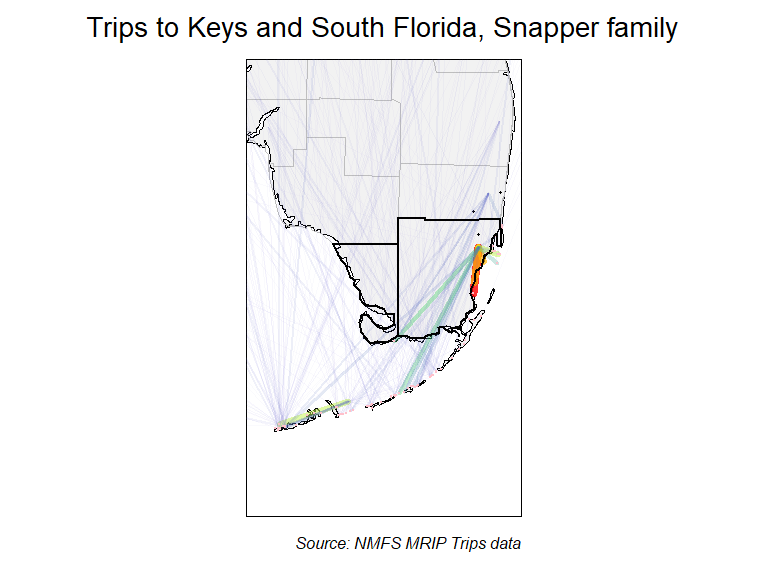 Trips to Keys and South Florida, Snapper family
Source: NMFS MRIP Trips data